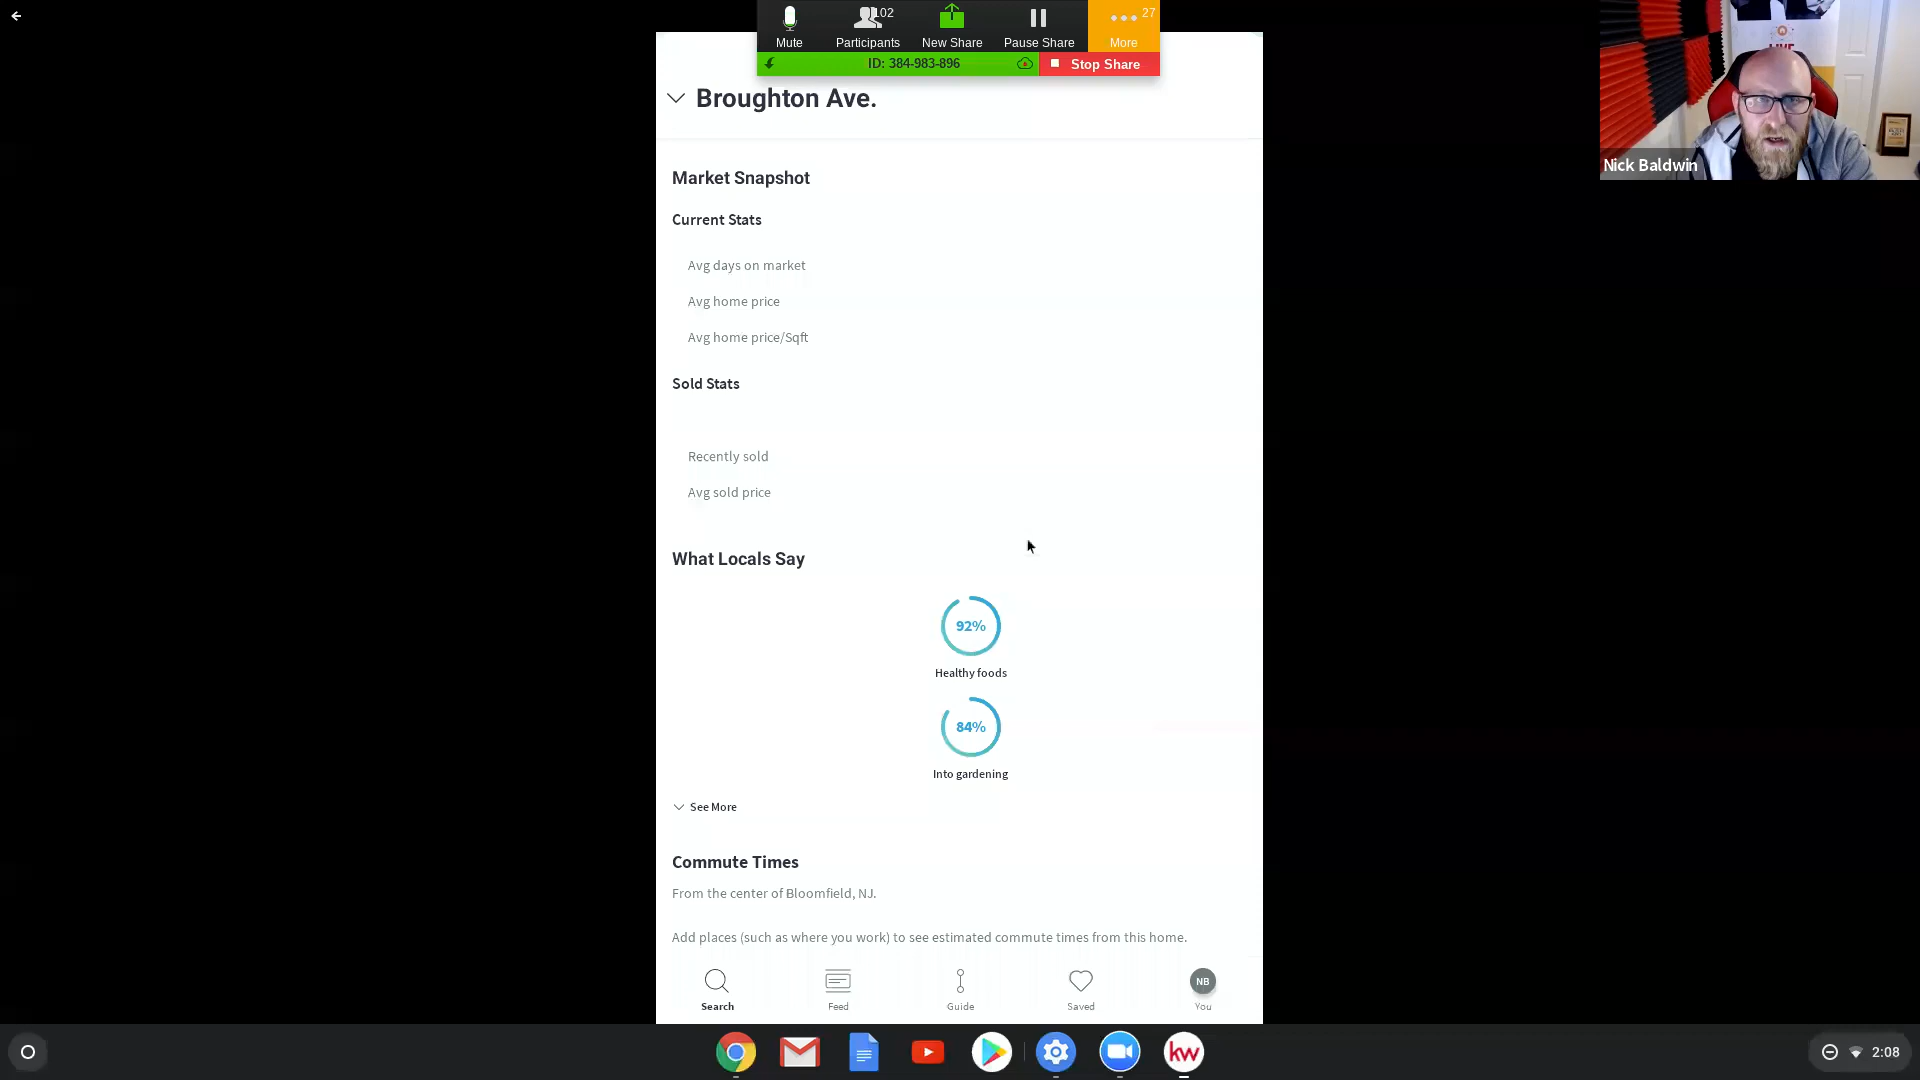 102
27
Mute
Participants
New Share
Pause Share
More
ID: 384-983-896
Stop Share
Nick Baldwin
Broughton Ave.
Market Snapshot
Current Stats
Avg days on market
Avg home price
Avg home price/Sqft
Sold Stats
Recently sold
Avg sold price
What Locals Say
92%
Healthy foods
84%
Into gardening
See More
Commute Times
From the center of Bloomfield, NJ.
Add places (such as where you work) to see estimated commute times from this home.
Search
Feed
Guide
Saved
NB
You
kw
2:08